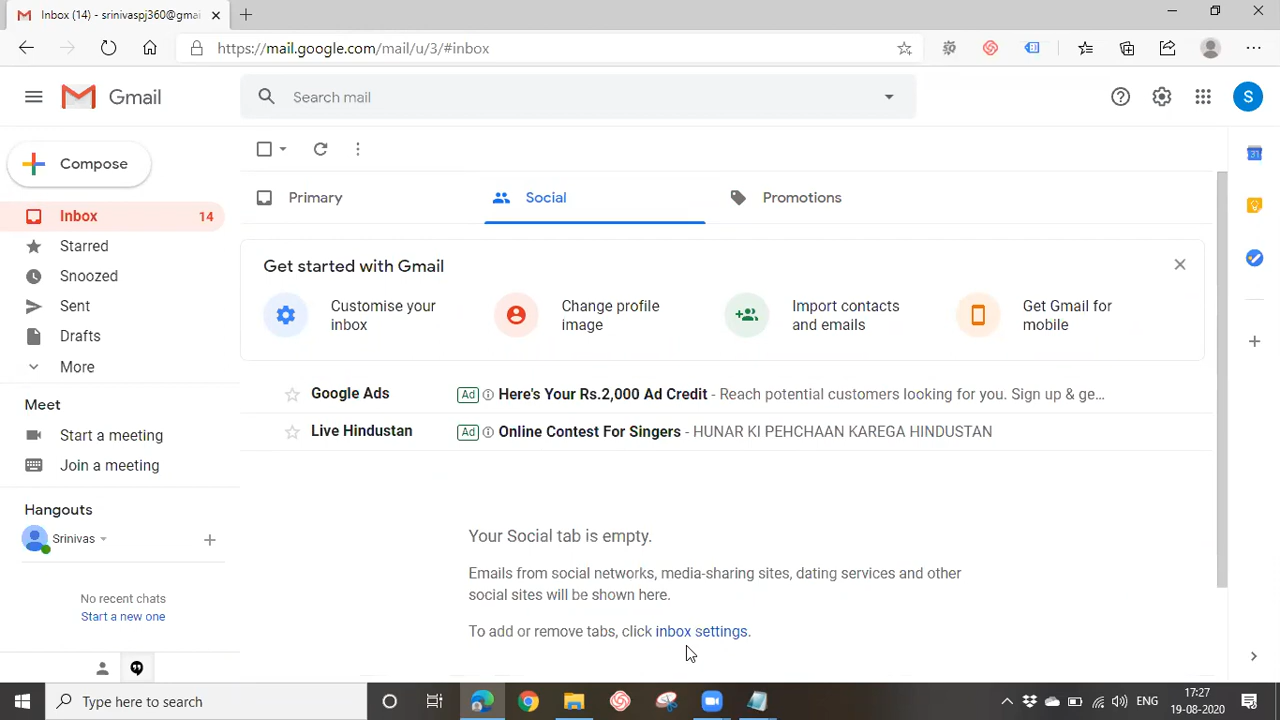 Inbox (14) - srinivaspj360@gmai
https://mail.google.com/mail/u/3/#inbox
Gmail
Search mail
S
Compose
Inbox 14
Starred
Snoozed
Sent
Drafts
More
Meet
Start a meeting
Join a meeting
Hangouts
Srinivas
No recent chats
Start a new one
Primary
Social
Promotions
Get started with Gmail
Customise your
inbox
Change profile
image
Import contacts
and emails
Get Gmail for
mobile
Google Ads Ad Here's Your Rs.2,000 Ad Credit - Reach potential customers looking for you. Sign up & ge...
Live Hindustan Ad Online Contest For Singers - HUNAR KI PEHCHAAN KAREGA HINDUSTAN
Your Social tab is empty.
Emails from social networks, media-sharing sites, dating services and other
social sites will be shown here.
To add or remove tabs, click inbox settings.
31
Type here to search
ENG
17:27
19-08-2020